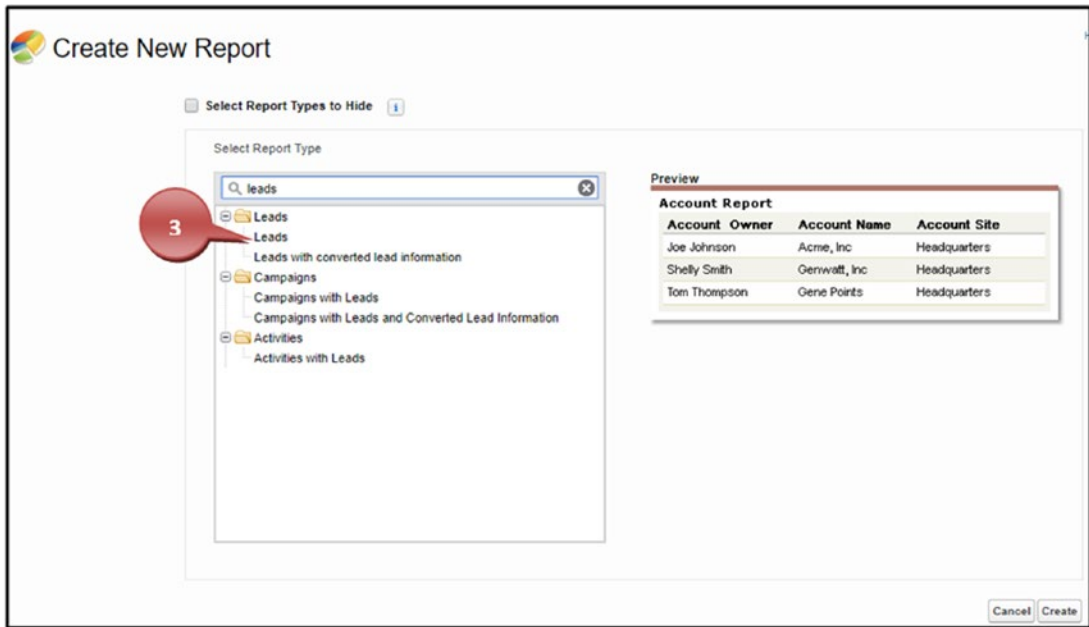 Create New Report
Select Report Types to Hide i
Select Report Type
leads
3
Leads
Leads
Leads with converted lead information
Campaigns
Campaigns with Leads
Campaigns with Leads and Converted Lead Information
Activities
Activities with Leads
Preview
Account Report
Account Owner Account Name Account Site
Joe Johnson Acme, Inc Headquarters
Shelly Smith Genwatt, Inc Headquarters
Tom Thompson Gene Points Headquarters
Cancel Create